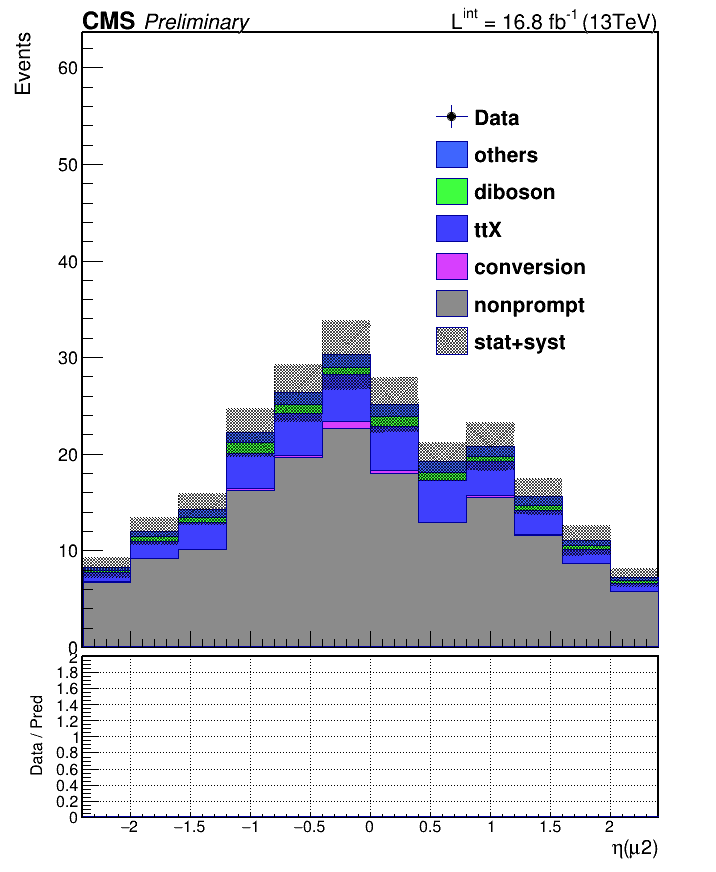 CMS Preliminary
L^int = 16.8 fb^-1 (13TeV)
Events
60
50
40
30
20
10
0
Data
others
diboson
ttX
conversion
nonprompt
stat+syst
Data / Pred
2
1.8
1.6
1.4
1.2
1
0.8
0.6
0.4
0.2
0
−2 −1.5 −1 −0.5 0 0.5 1 1.5 2
η(μ2)